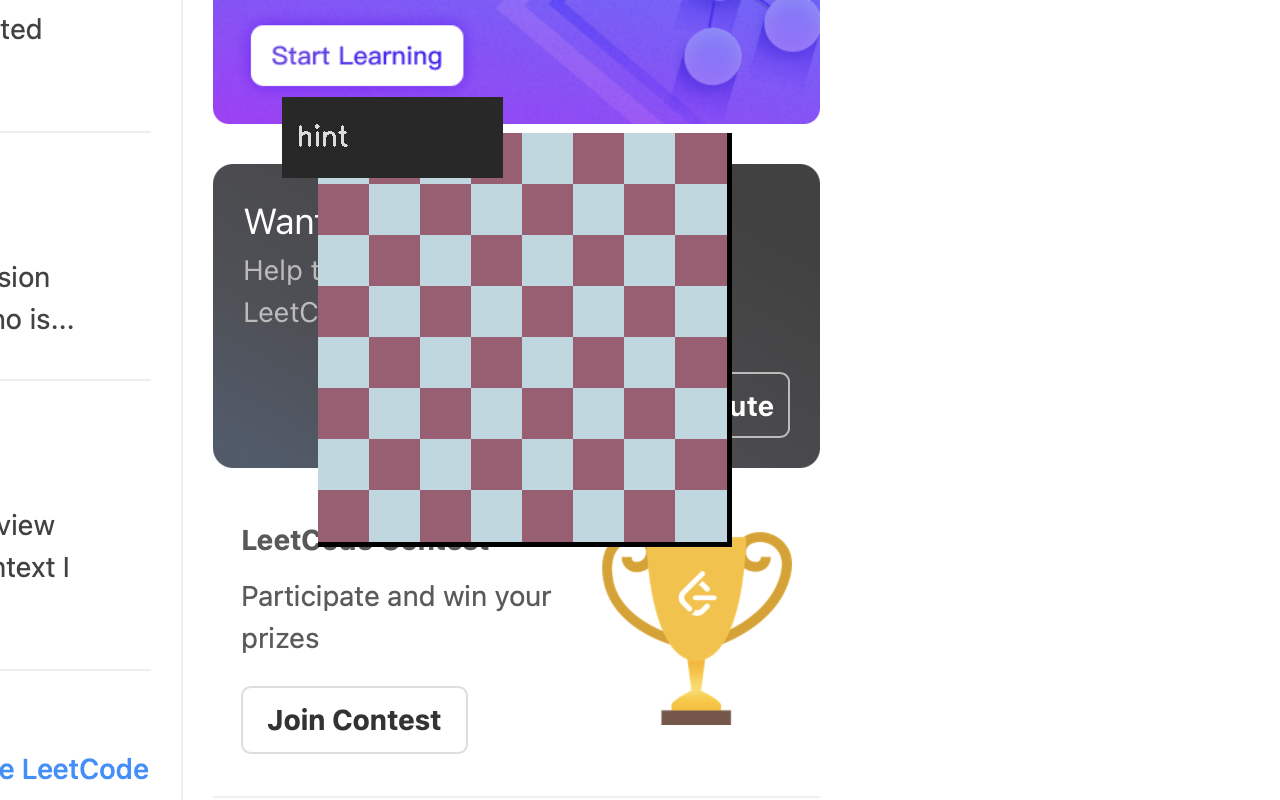 ted
Start Learning
hint
Want
Help t
LeetC
sion
no is...
ute
LeetCode Contest
view
ntext I
Participate and win your
prizes
Join Contest
e LeetCode